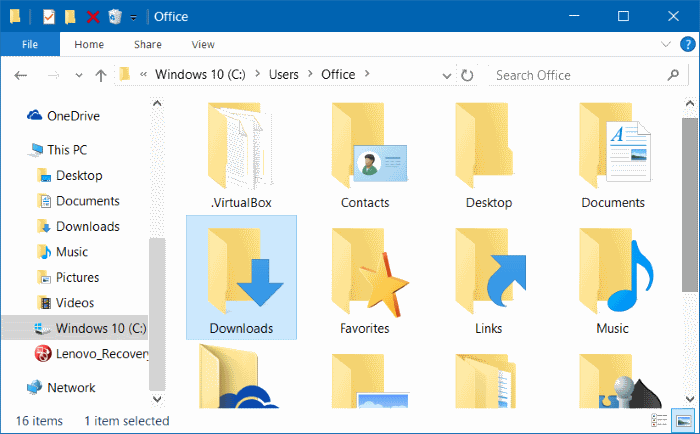 Office
File Home Share View
« Windows 10 (C:) > Users > Office >
Search Office
OneDrive
This PC
Desktop
Documents
Downloads
Music
Pictures
Videos
Windows 10 (C:)
Lenovo_Recovery
Network
.VirtualBox Contacts Desktop Documents
Downloads Favorites Links Music
16 items 1 item selected